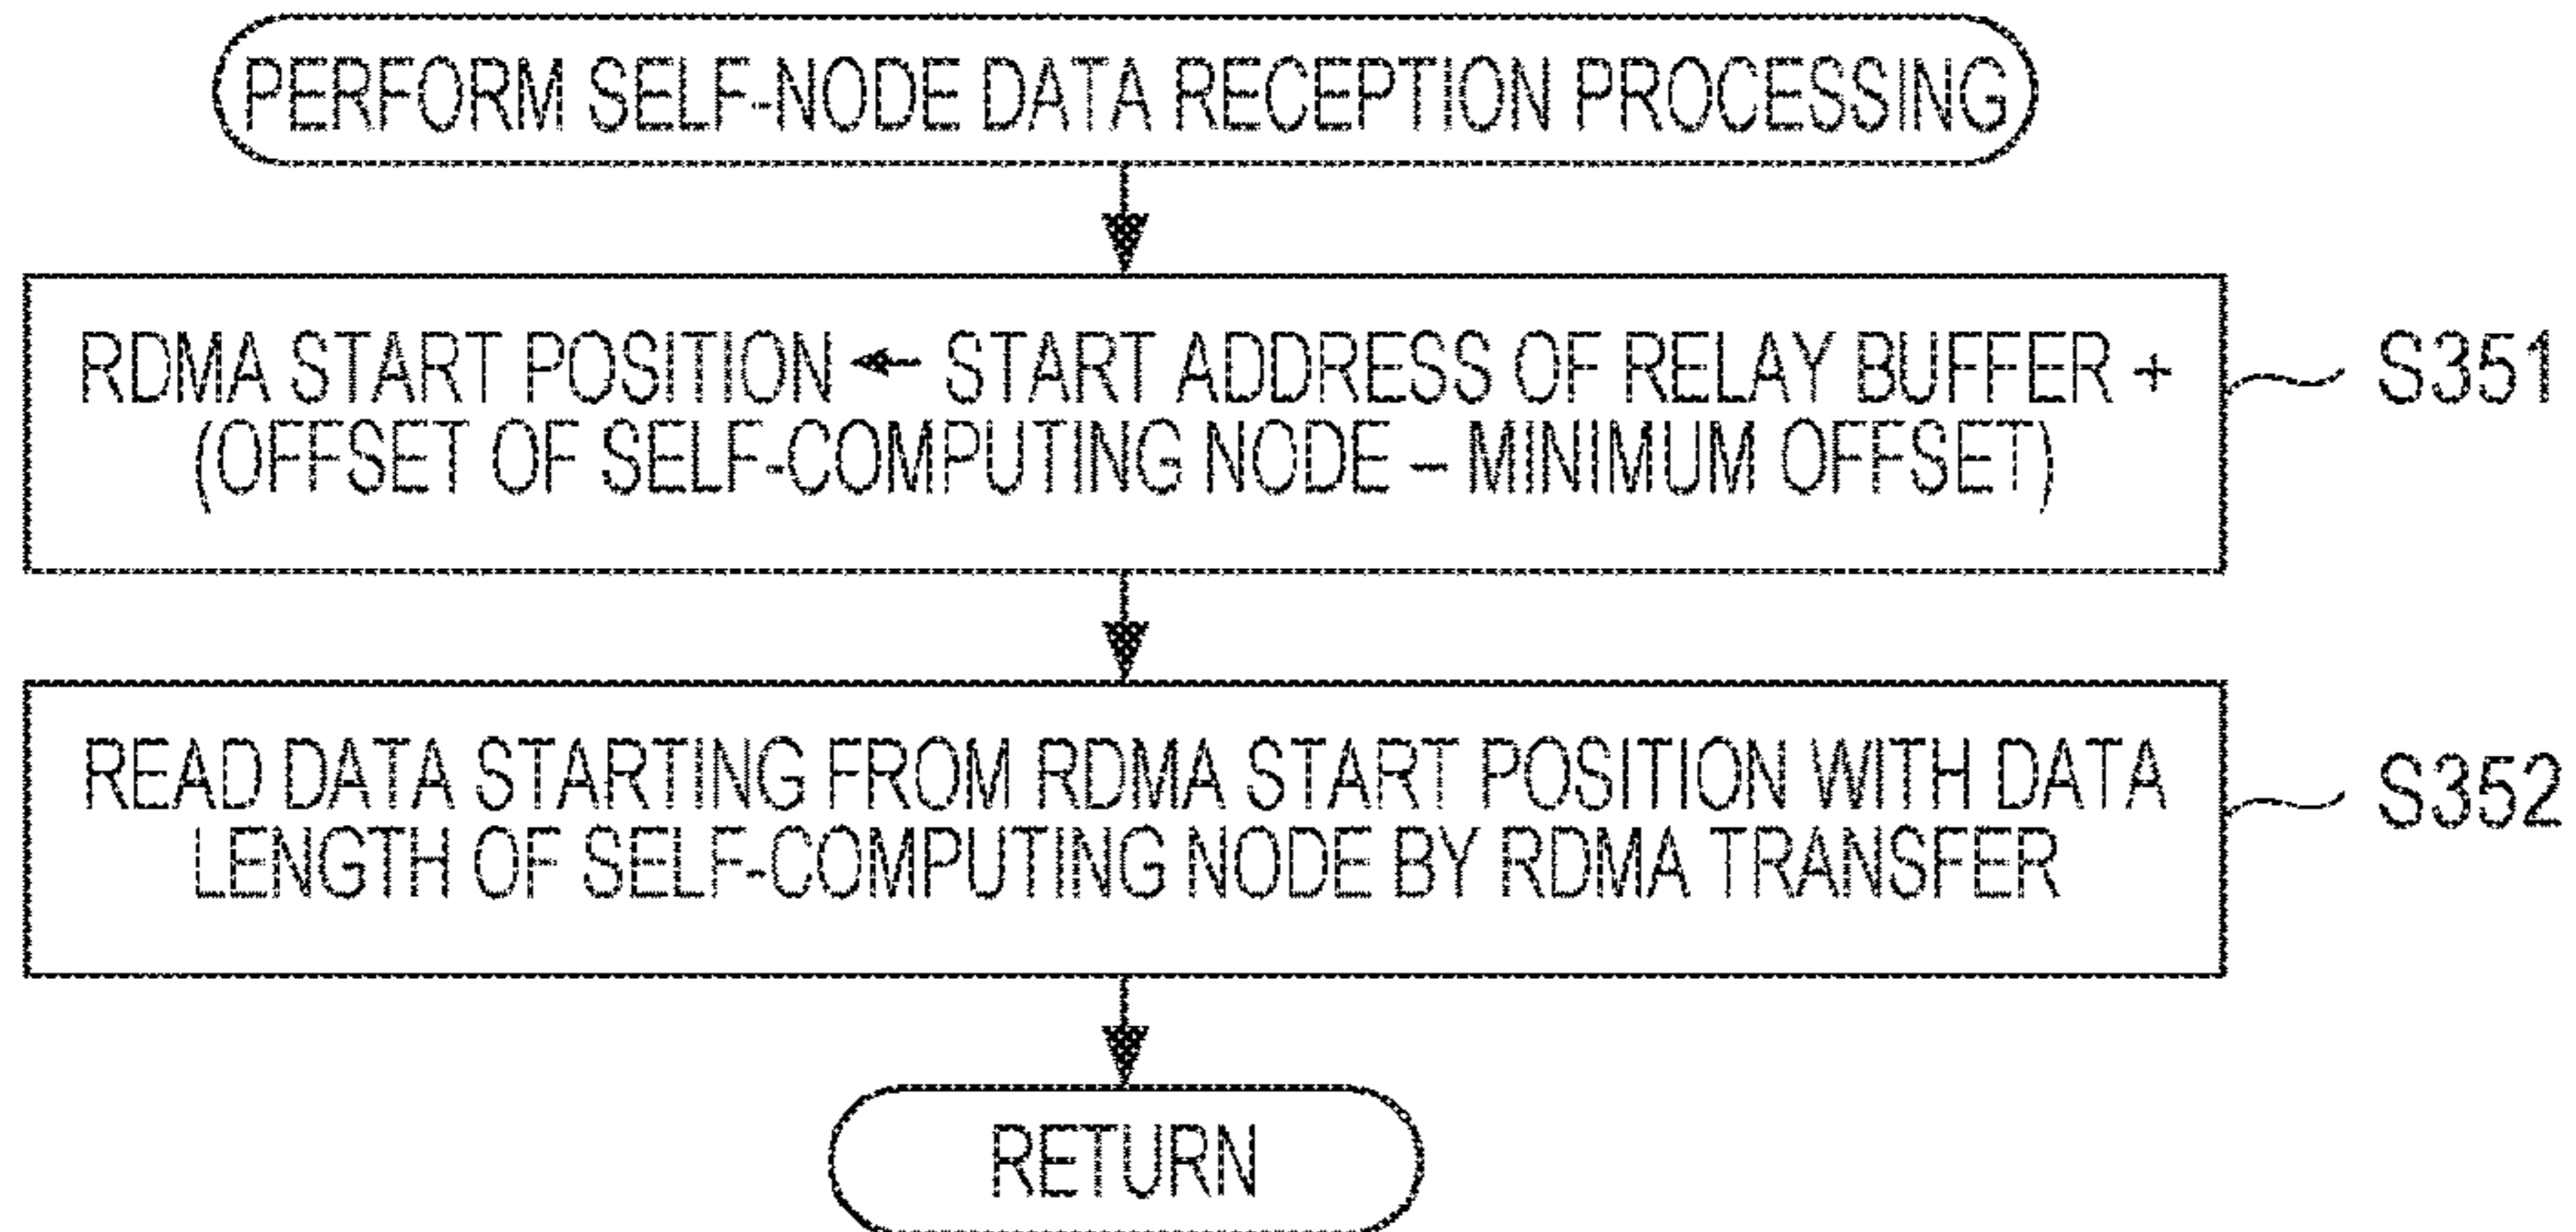 PERFORM SELF-NODE DATA RECEPTION PROCESSING
RDMA START POSITION ← START ADDRESS OF RELAY BUFFER +
(OFFSET OF SELF-COMPUTING NODE – MINIMUM OFFSET)
S351
READ DATA STARTING FROM RDMA START POSITION WITH DATA
LENGTH OF SELF-COMPUTING NODE BY RDMA TRANSFER
S352
RETURN